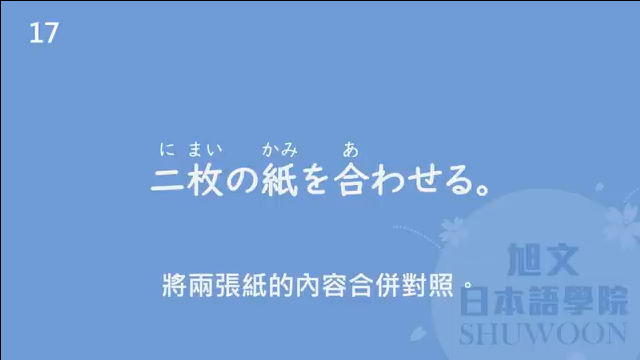 17
に まい かみ あ
二枚の紙を合わせる。
將兩張紙的內容合併對照。
旭文
日本語學院
SHUWOON